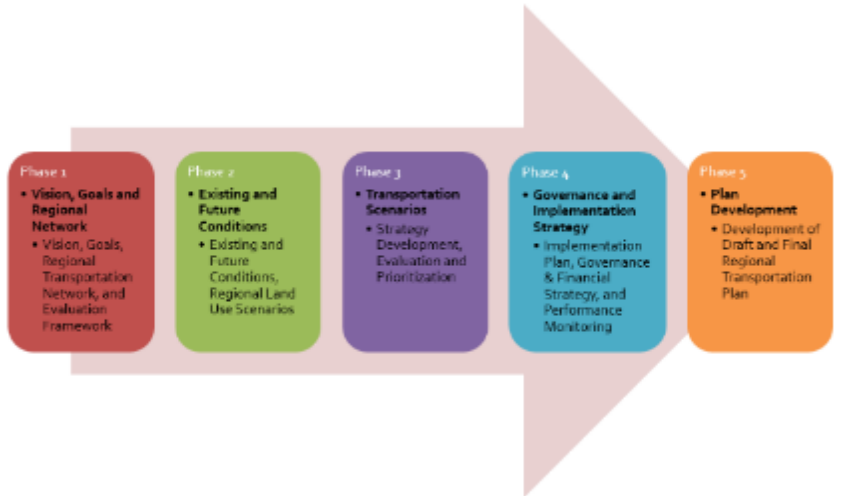 Phase 1
• Vision, Goals and
Regional
Network
• Vision, Goals,
Regional
Transportation
Network, and
Evaluation
Framework
Phase 2
• Existing and
Future
Conditions
• Existing and
Future
Conditions,
Regional Land
Use Scenarios
Phase 3
• Transportation
Scenarios
• Strategy
Development,
Evaluation and
Prioritization
Phase 4
• Governance and
Implementation
Strategy
• Implementation
Plan, Governance
& Financial
Strategy, and
Performance
Monitoring
Phase 5
• Plan
Development
• Development of
Draft and Final
Regional
Transportation
Plan